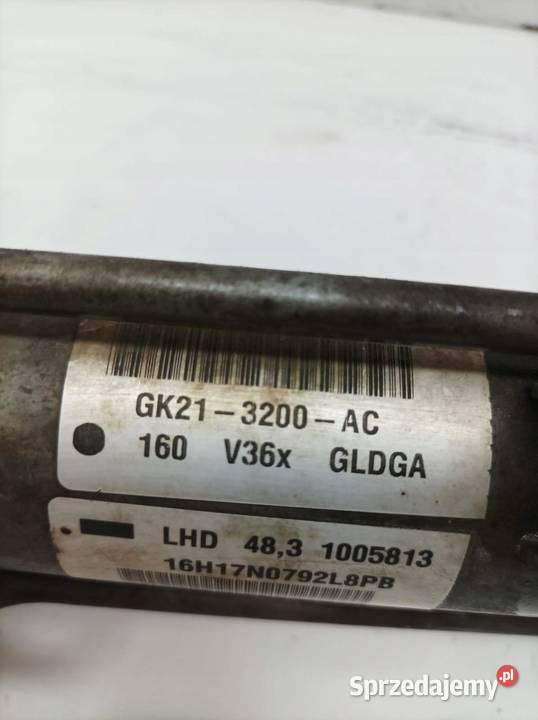 GK21-3200-AC
160 V36x GLDGA
LHD 48,3 1005813
16H17N0792L8PB
Sprzedajemy.pl